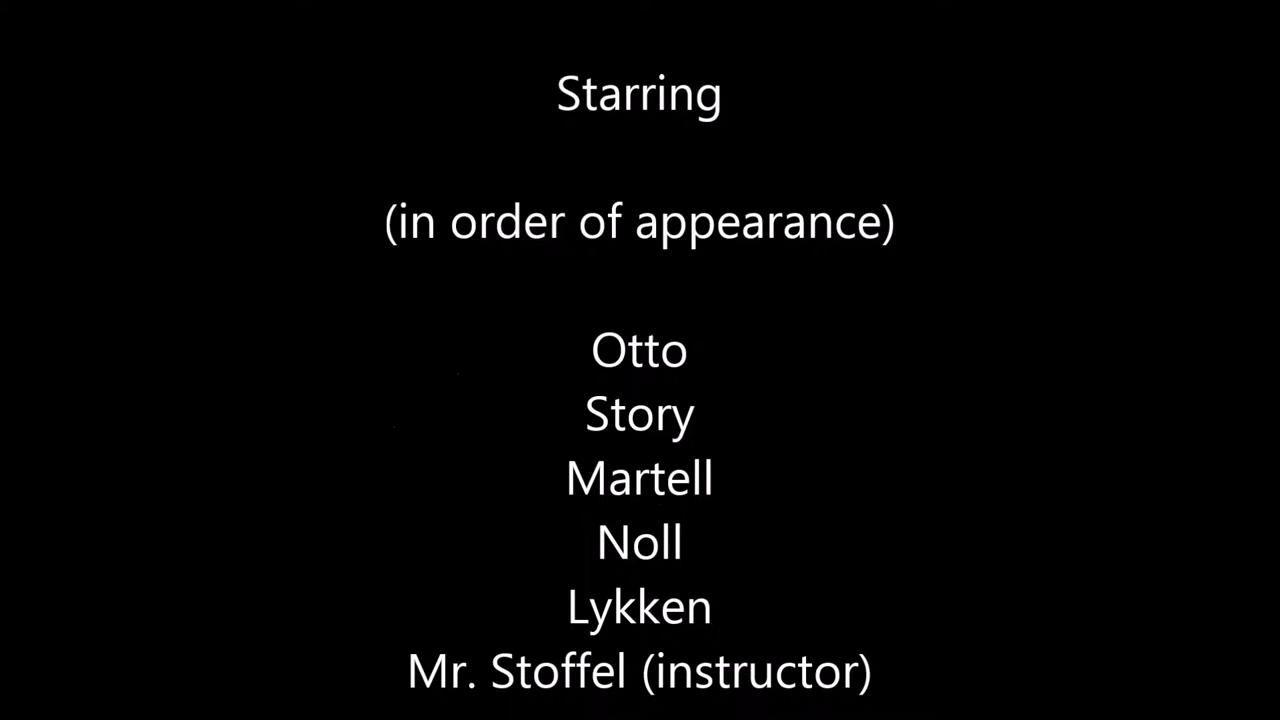 Starring
(in order of appearance)
Otto
Story
Martell
Noll
Lykken
Mr. Stoffel (instructor)